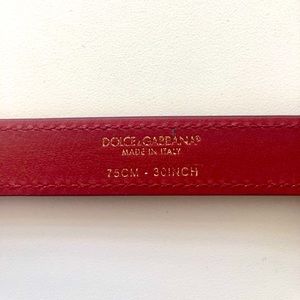 DOLCE&GABBANA®
MADE IN ITALY
75CM - 30INCH